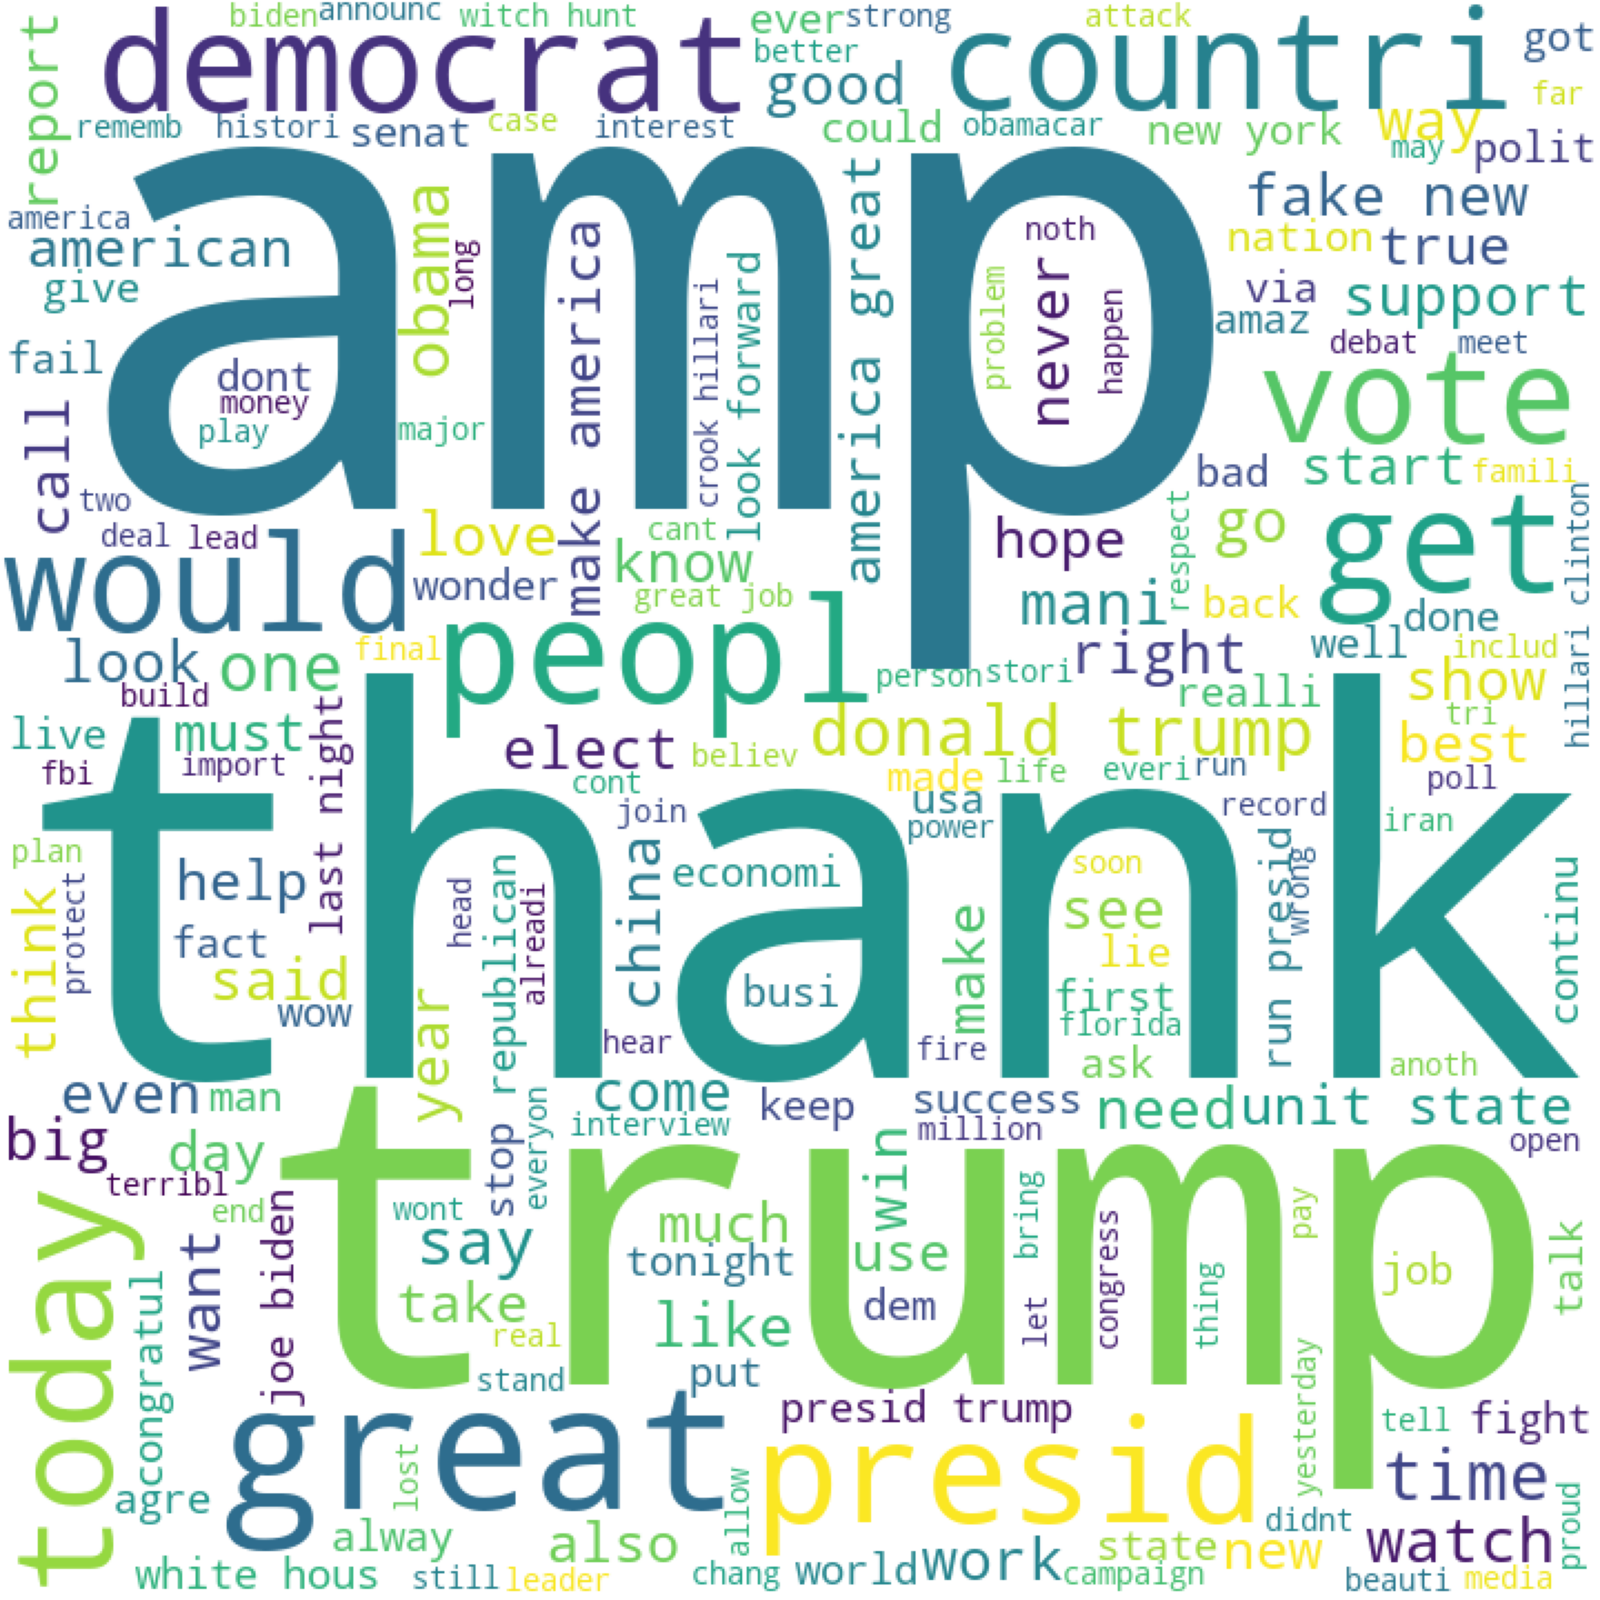 biden
announc
witch hunt
ever
strong
attack
report
democrat
better
good
countri
got
far
rememb
histori
senat
case
interest
could
obamacar
new york
way
may
polit
amp
america
american
give
obama
long
make america
crook hillari
look forward
america great
problem
never
noth
happen
fake new
nation
true
via
support
amaz
debat
meet
fail
dont
money
play
major
vote
call
two
bad
start
famili
deal
lead
would
love
wonder
cant
know
great job
hope
mani
respect
go
back
get
done
hillari clinton
look
one
final
peopl
person
stori
right
well
includ
build
realli
show
live
must
last night
elect
believ
donald trump
best
tri
fbi
import
thank
cont
made
life
everi
run
poll
join
usa
power
record
iran
plan
think
protect
help
fact
said
wow
head
stop republican
alreadi
china
economi
busi
make
soon
see
lie
first
florida
run presid
wrong
continu
year
hear
fire
ask
anoth
even
man
come
interview
everyon
keep
success
million
need
unit state
open
big
day
terribl
end
trump
joe biden
wont
say
much
tonight
win
use
dem
bring
let
congress
thing
pay
job
talk
today
congratul
want
take
real
like
stand
put
presid trump
yesterday
tell
fight
great
presid
time
agre
lost
alway
also
allow
didnt
watch
proud
white hous
still
leader
chang
world
work
campaign
state
new
beauti
media